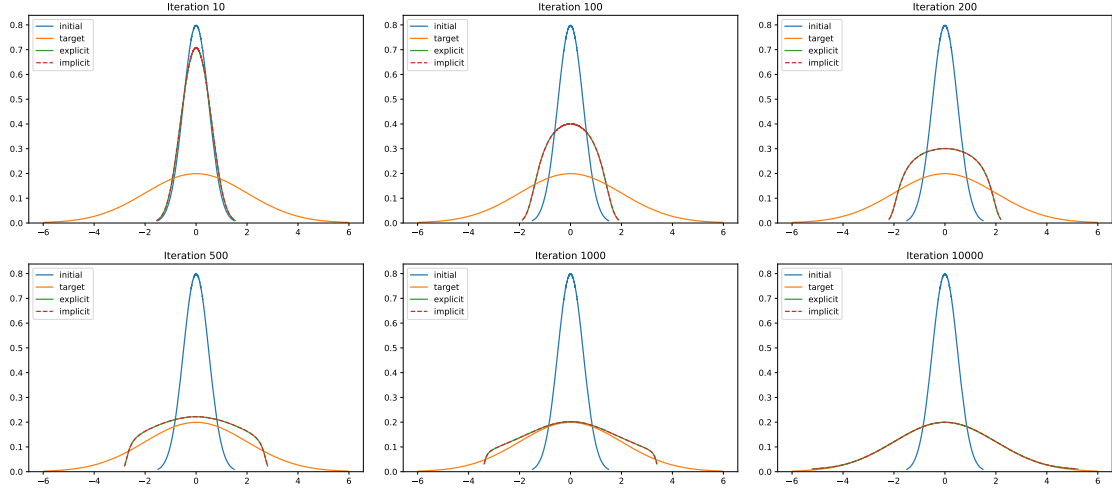 Iteration 10
initial
target
explicit
implicit
0.8
0.7
0.6
0.5
0.4
0.3
0.2
0.1
0.0
−6 −4 −2 0 2 4 6
Iteration 100
initial
target
explicit
implicit
0.8
0.7
0.6
0.5
0.4
0.3
0.2
0.1
0.0
−6 −4 −2 0 2 4 6
Iteration 200
initial
target
explicit
implicit
0.8
0.7
0.6
0.5
0.4
0.3
0.2
0.1
0.0
−6 −4 −2 0 2 4 6
Iteration 500
initial
target
explicit
implicit
0.8
0.7
0.6
0.5
0.4
0.3
0.2
0.1
0.0
−6 −4 −2 0 2 4 6
Iteration 1000
initial
target
explicit
implicit
0.8
0.7
0.6
0.5
0.4
0.3
0.2
0.1
0.0
−6 −4 −2 0 2 4 6
Iteration 10000
initial
target
explicit
implicit
0.8
0.7
0.6
0.5
0.4
0.3
0.2
0.1
0.0
−6 −4 −2 0 2 4 6